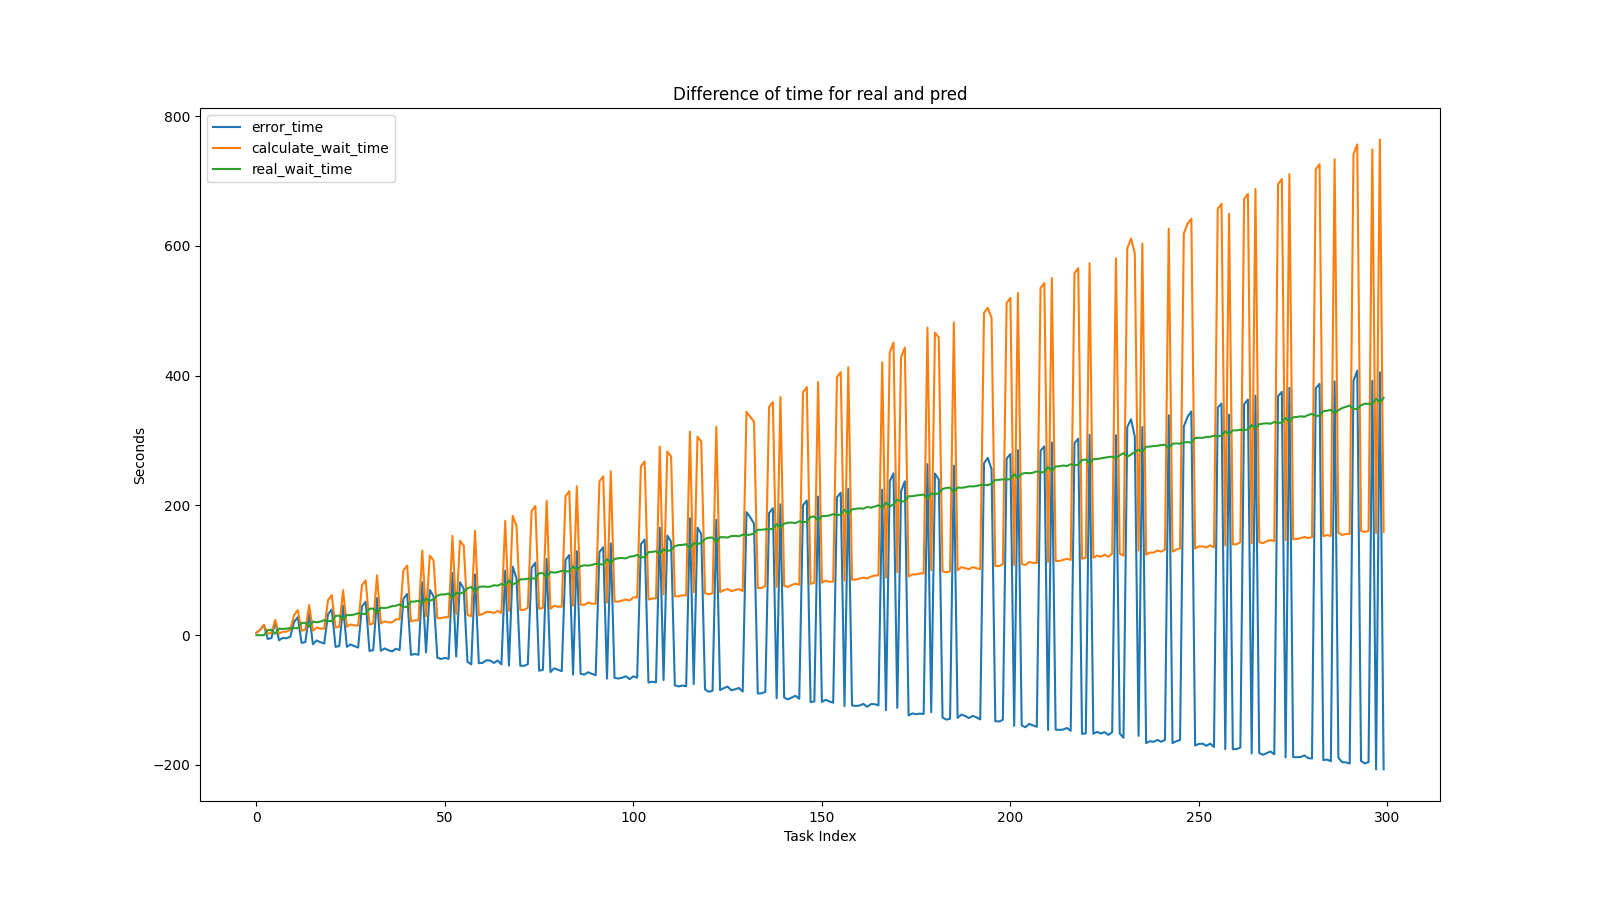 Difference of time for real and pred
error_time
calculate_wait_time
real_wait_time
800
600
400
200
0
−200
Seconds
0 50 100 150 200 250 300
Task Index